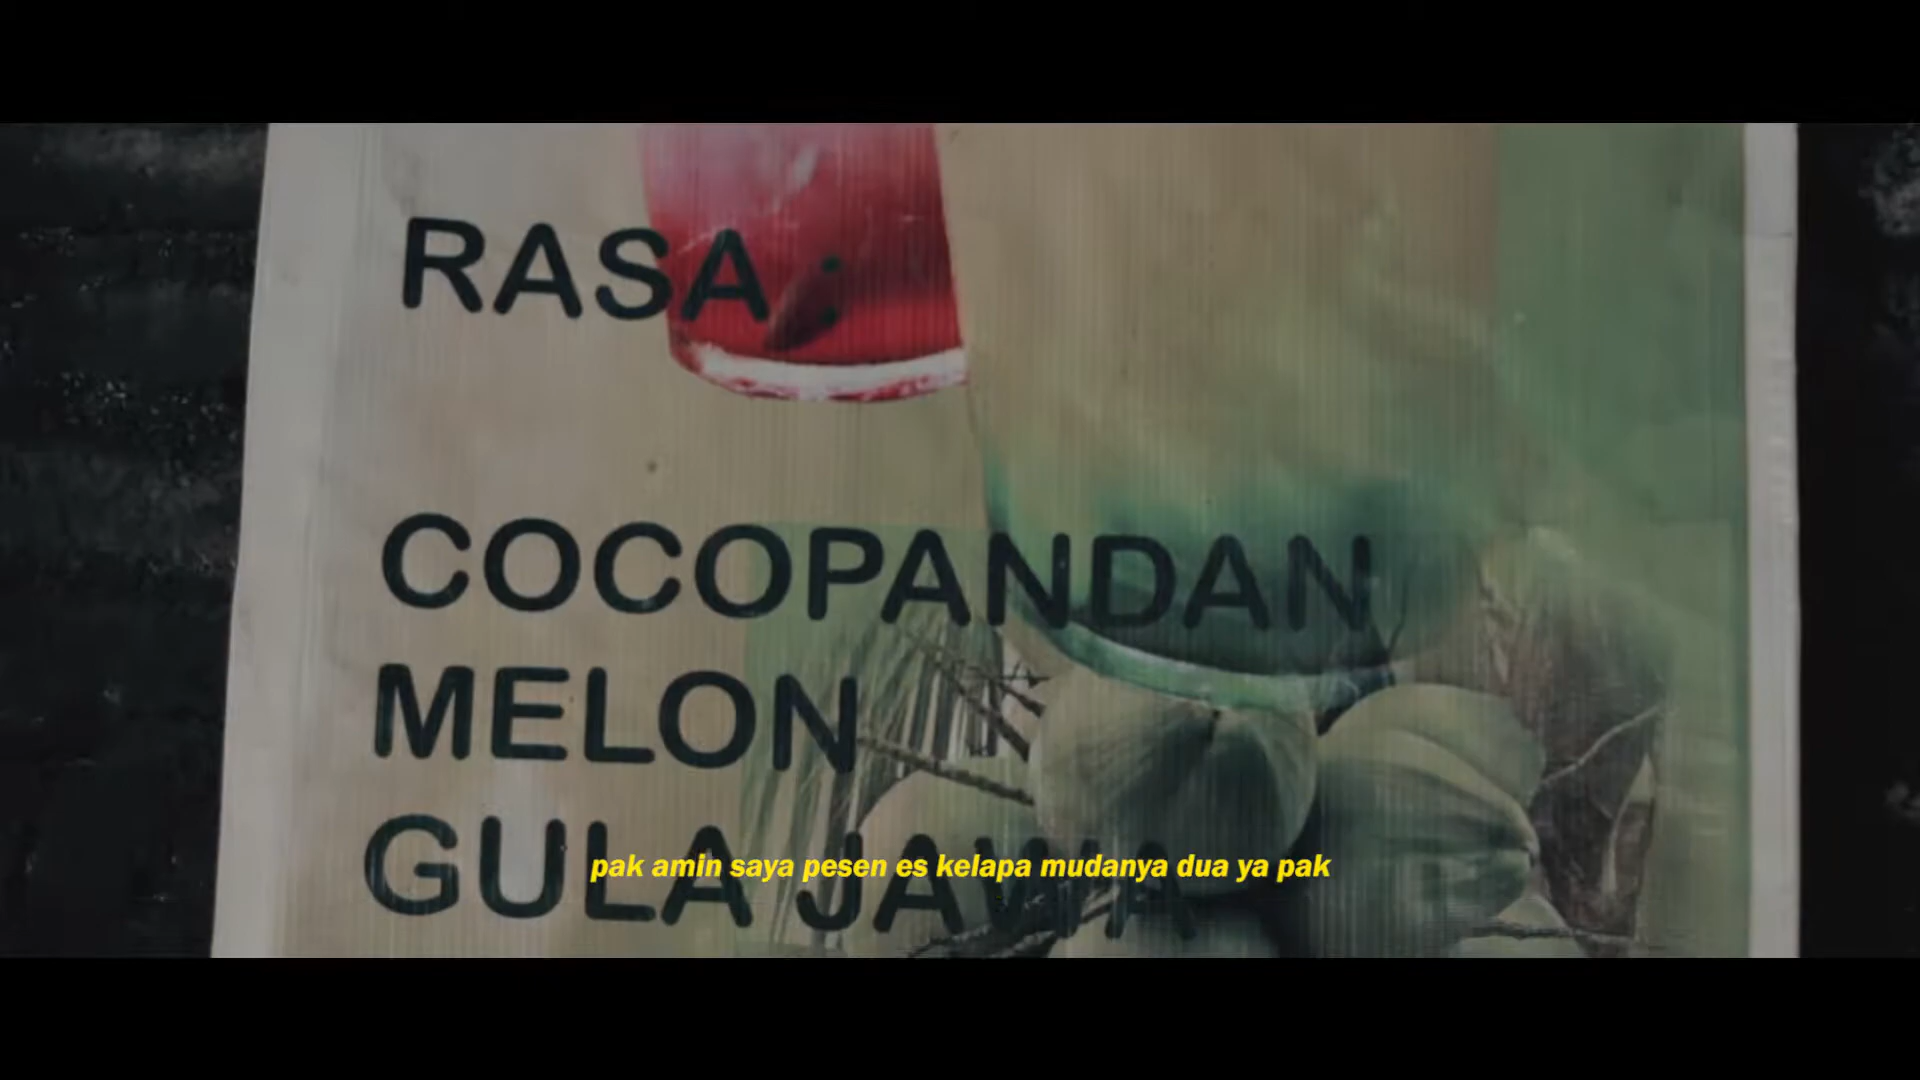 RASA :
COCOPANDAN
MELON
GULA JAWA
pak amin saya pesen es kelapa mudanya dua ya pak